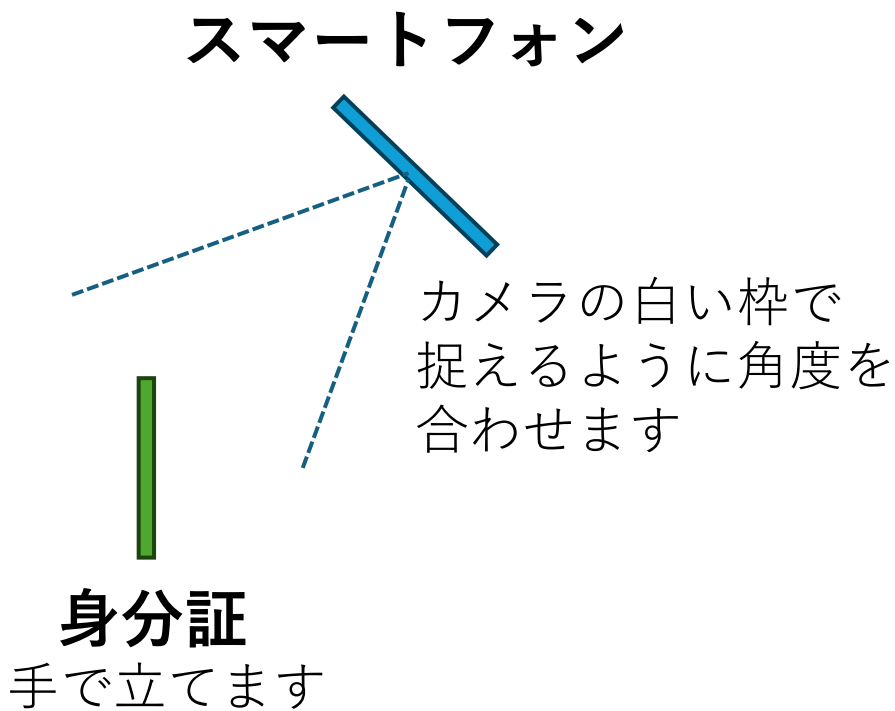 スマートフォン
カメラの白い枠で
捉えるように角度を
合わせます
身分証
手で立てます